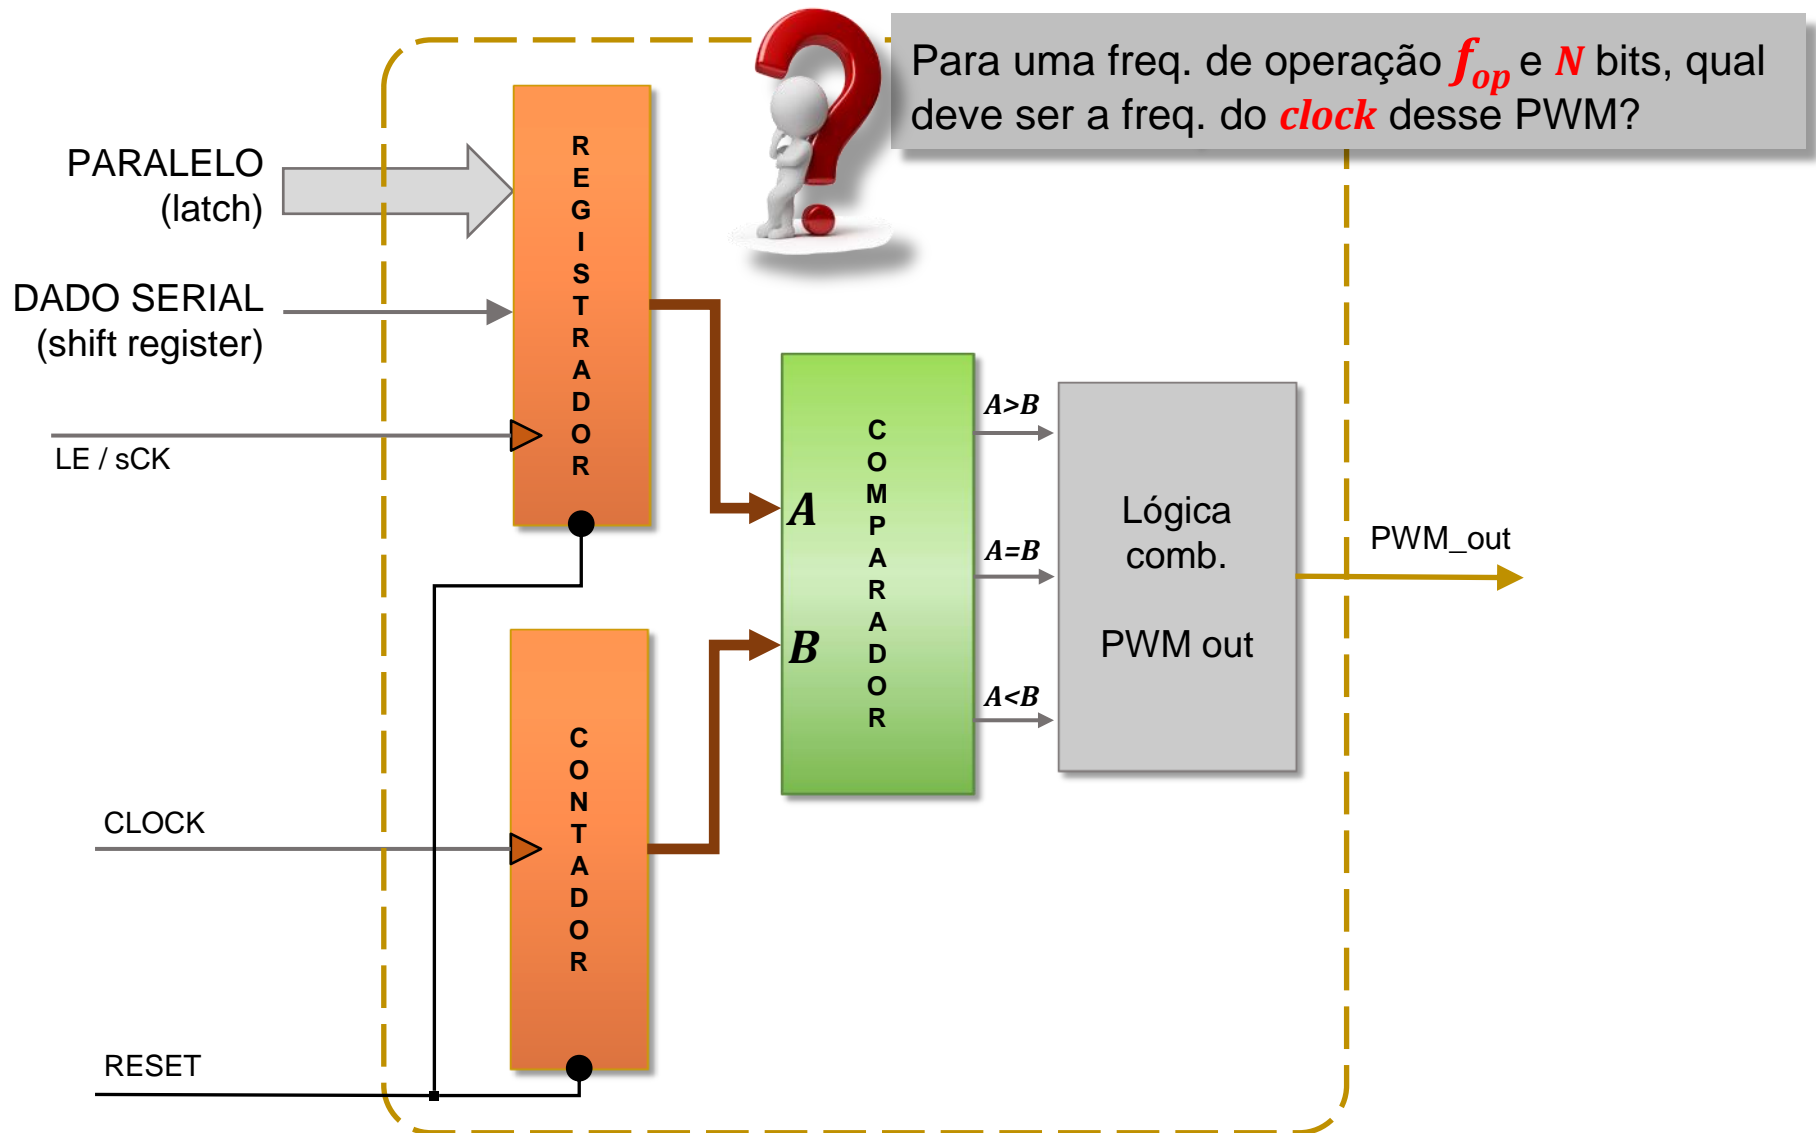 Para uma freq. de operação f_op e N bits, qual
deve ser a freq. do clock desse PWM?
PARALELO
(latch)
DADO SERIAL
(shift register)
LE / sCK
REGISTRADOR
A
B
COMPARADOR
A>B
A=B
A<B
Lógica
comb.
PWM out
PWM_out
CLOCK
CONTADOR
RESET